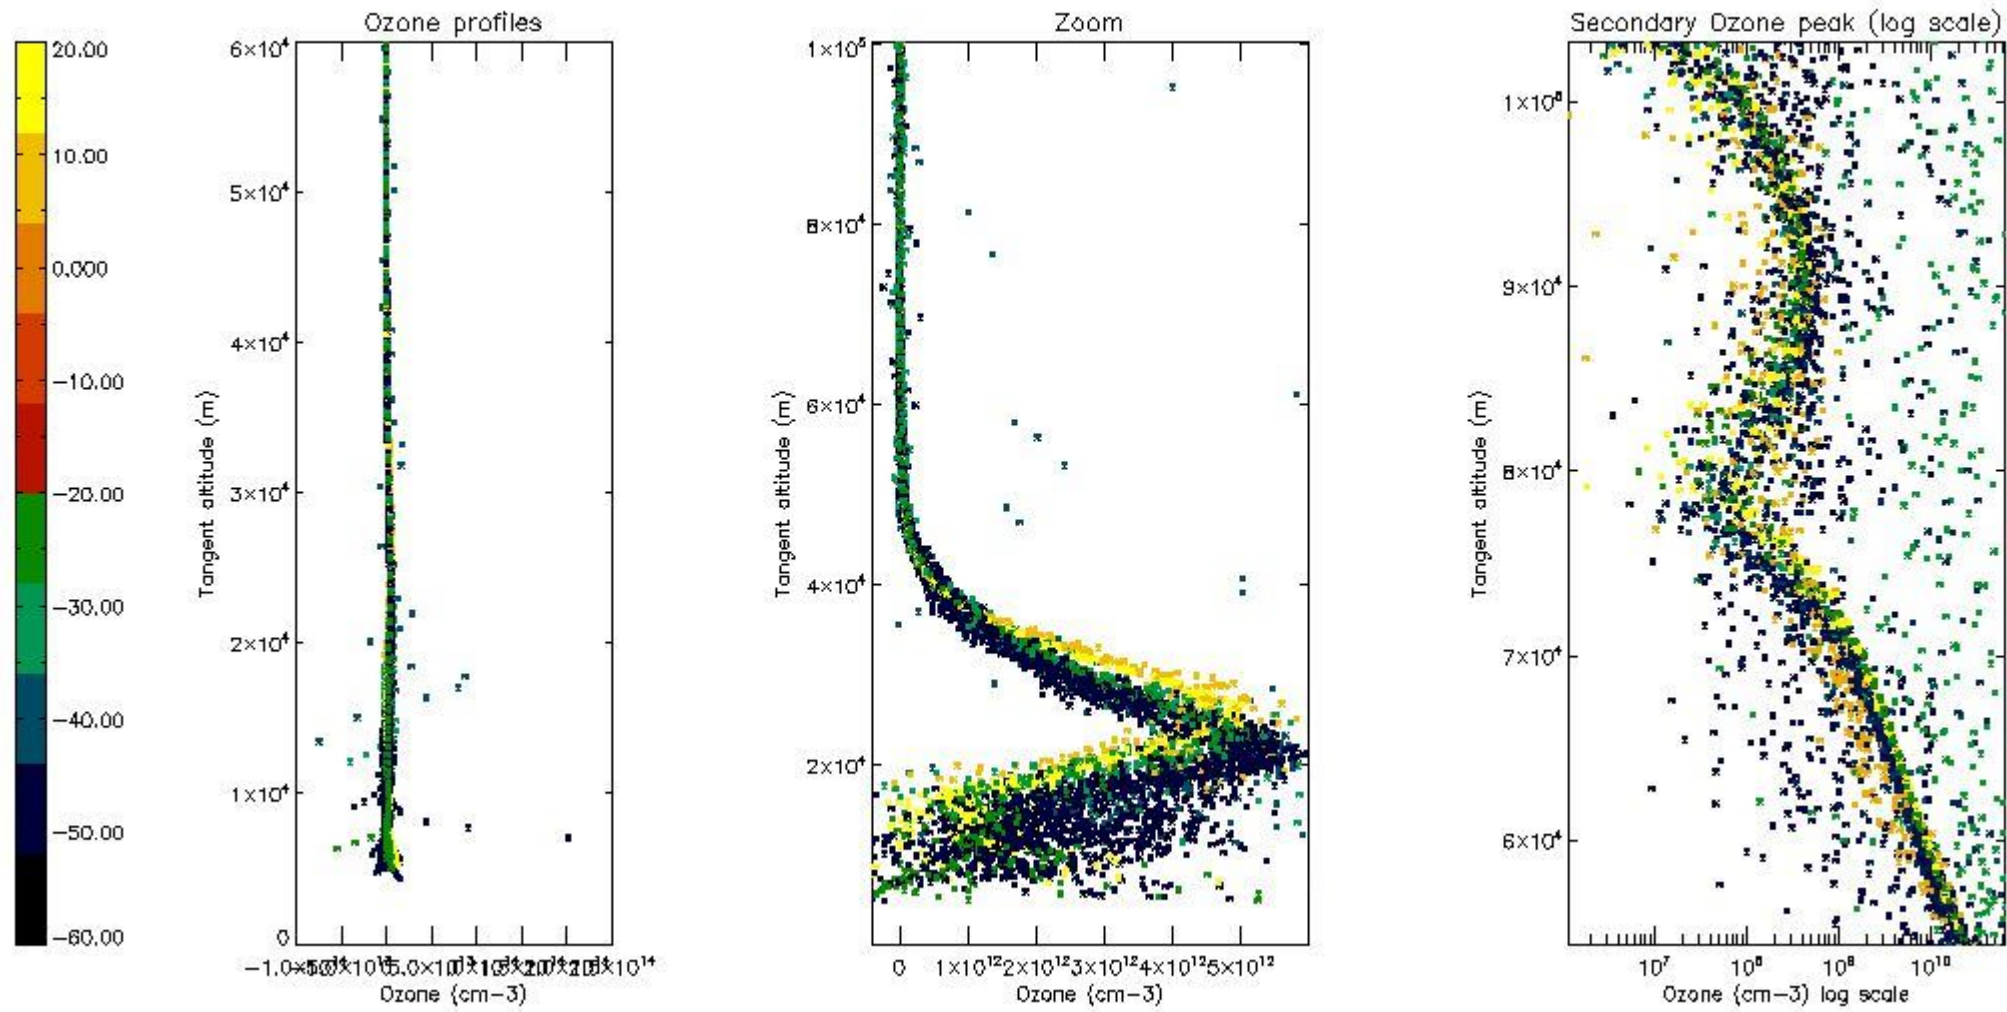 Ozone profiles
Zoom
Secondary Ozone peak (log scale)
20.00
10.00
0.000
−10.00
−20.00
−30.00
−40.00
−50.00
−60.00
6×10⁴
5×10⁴
4×10⁴
3×10⁴
2×10⁴
1×10⁴
0
Tangent altitude (m)
Ozone (cm−3)
1×10⁵
8×10⁴
6×10⁴
4×10⁴
2×10⁴
Tangent altitude (m)
0 1×10¹² 2×10¹² 3×10¹² 4×10¹² 5×10¹²
Ozone (cm−3)
1×10⁵
9×10⁴
8×10⁴
7×10⁴
6×10⁴
Tangent altitude (m)
10⁷ 10⁸ 10⁹ 10¹⁰
Ozone (cm−3) log scale